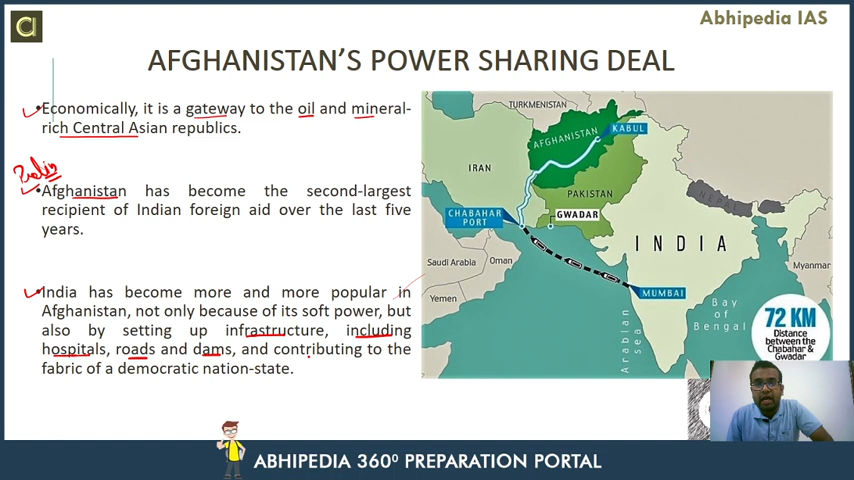 Abhipedia IAS
AFGHANISTAN'S POWER SHARING DEAL
•Economically, it is a gateway to the oil and mineral-
rich Central Asian republics.
•Afghanistan has become the second-largest
recipient of Indian foreign aid over the last five
years.
•India has become more and more popular in
Afghanistan, not only because of its soft power, but
also by setting up infrastructure, including
hospitals, roads and dams, and contributing to the
fabric of a democratic nation-state.
TURKMENISTAN
AFGHANISTAN
KABUL
IRAN
PAKISTAN
NEPAL
CHABAHAR
PORT
GWADAR
INDIA
Saudi Arabia
Oman
Myanmar
Yemen
MUMBAI
Arabian
sea
Bay
of
Bengal
72 KM
Distance
between the
Chabahar &
Gwadar
ABHIPEDIA 360⁰ PREPARATION PORTAL